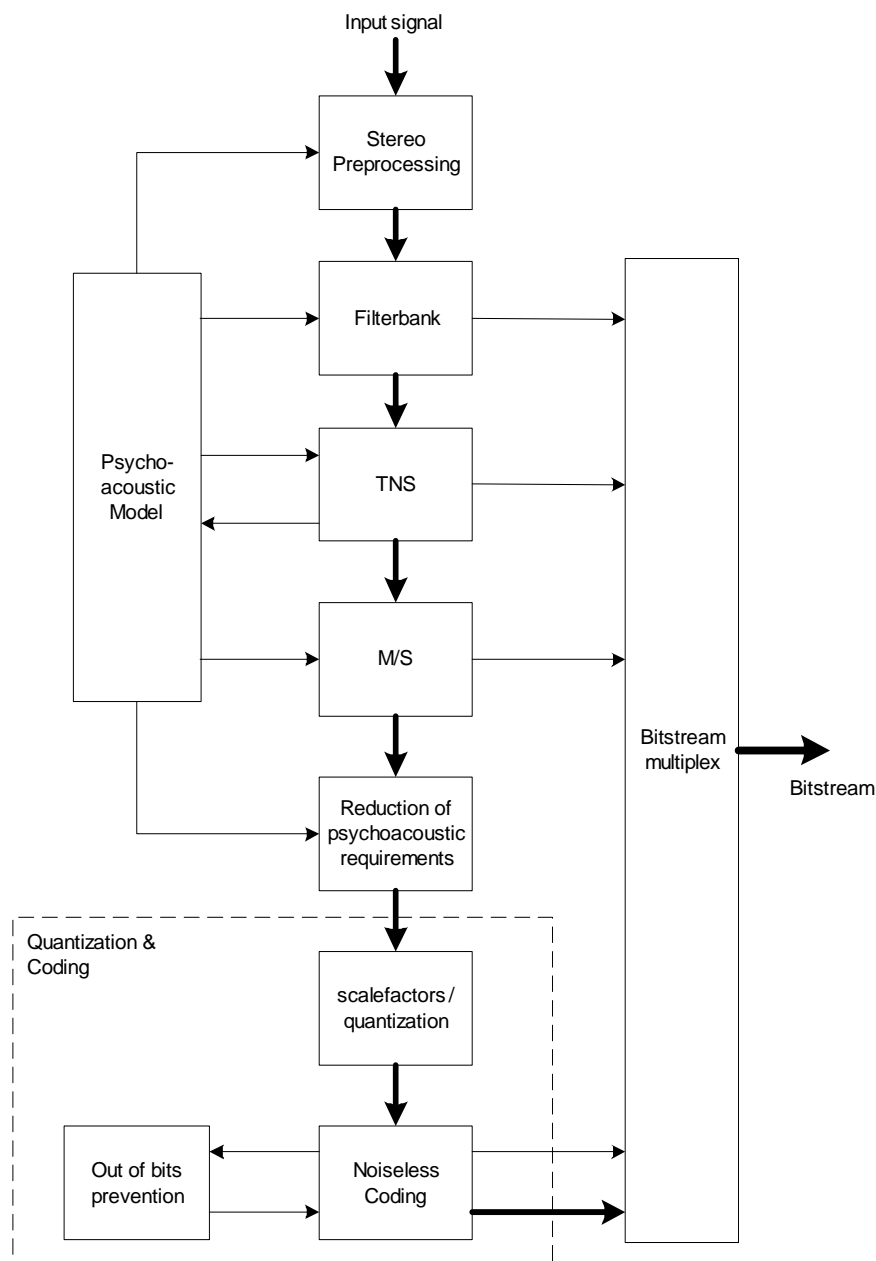 Input signal
Stereo
Preprocessing
Filterbank
Psycho-
acoustic
Model
TNS
M/S
Bitstream
multiplex
Bitstream
Reduction of
psychoacoustic
requirements
Quantization &
Coding
scalefactors /
quantization
Out of bits
prevention
Noiseless
Coding